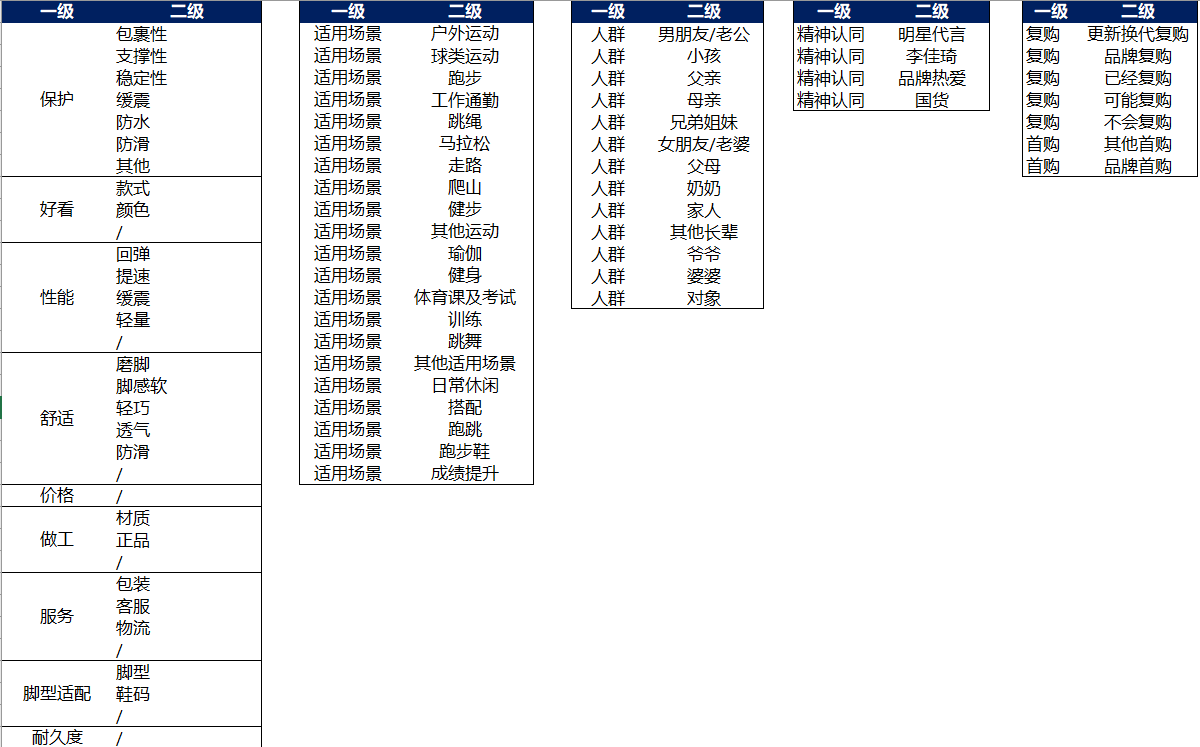 一级 二级 一级 二级 一级 二级 一级 二级 一级 二级
包裹性 适用场景 户外运动 人群 男朋友/老公 精神认同 明星代言 复购 更新换代复购
支撑性 适用场景 球类运动 人群 小孩 精神认同 李佳琦 复购 品牌复购
稳定性 适用场景 跑步 人群 父亲 精神认同 品牌热爱 复购 已经复购
保护 缓震 适用场景 工作通勤 人群 母亲 精神认同 国货 复购 可能复购
防水 适用场景 跳绳 人群 兄弟姐妹 复购 不会复购
防滑 适用场景 马拉松 人群 女朋友/老婆 首购 其他首购
其他 适用场景 走路 人群 父母 首购 品牌首购
款式 适用场景 爬山 人群 奶奶
好看 颜色 适用场景 健步 人群 家人
/ 适用场景 其他运动 人群 其他长辈
回弹 适用场景 瑜伽 人群 爷爷
提速 适用场景 健身 人群 婆婆
性能 缓震 适用场景 体育课及考试 人群 对象
轻量 适用场景 训练
/ 适用场景 跳舞
磨脚 适用场景 其他适用场景
脚感软 适用场景 日常休闲
舒适 轻巧 适用场景 搭配
透气 适用场景 跑跳
防滑 适用场景 跑步鞋
/ 适用场景 成绩提升
价格 /
材质
做工 正品
/
包装
服务 客服
物流
/
脚型
脚型适配 鞋码
/
耐久度 /